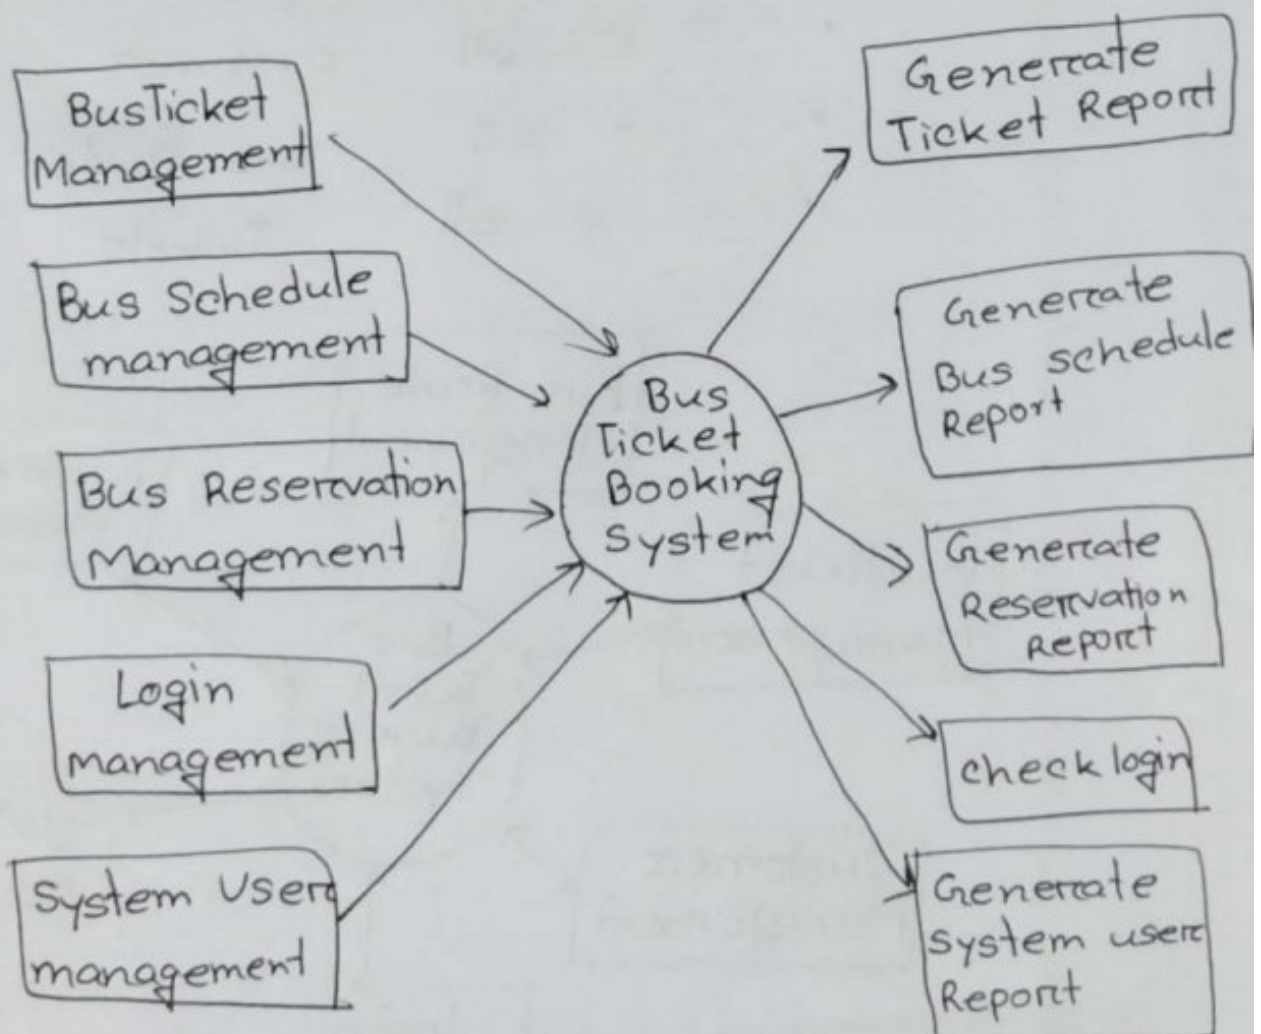 BusTicket
Management
Bus Schedule
management
Bus Reservation
Management
Login
management
System User
management
Bus
Ticket
Booking
System
Generate
Ticket Report
Generate
Bus schedule
Report
Generate
Reservation
Report
check login
Generate
system user
Report